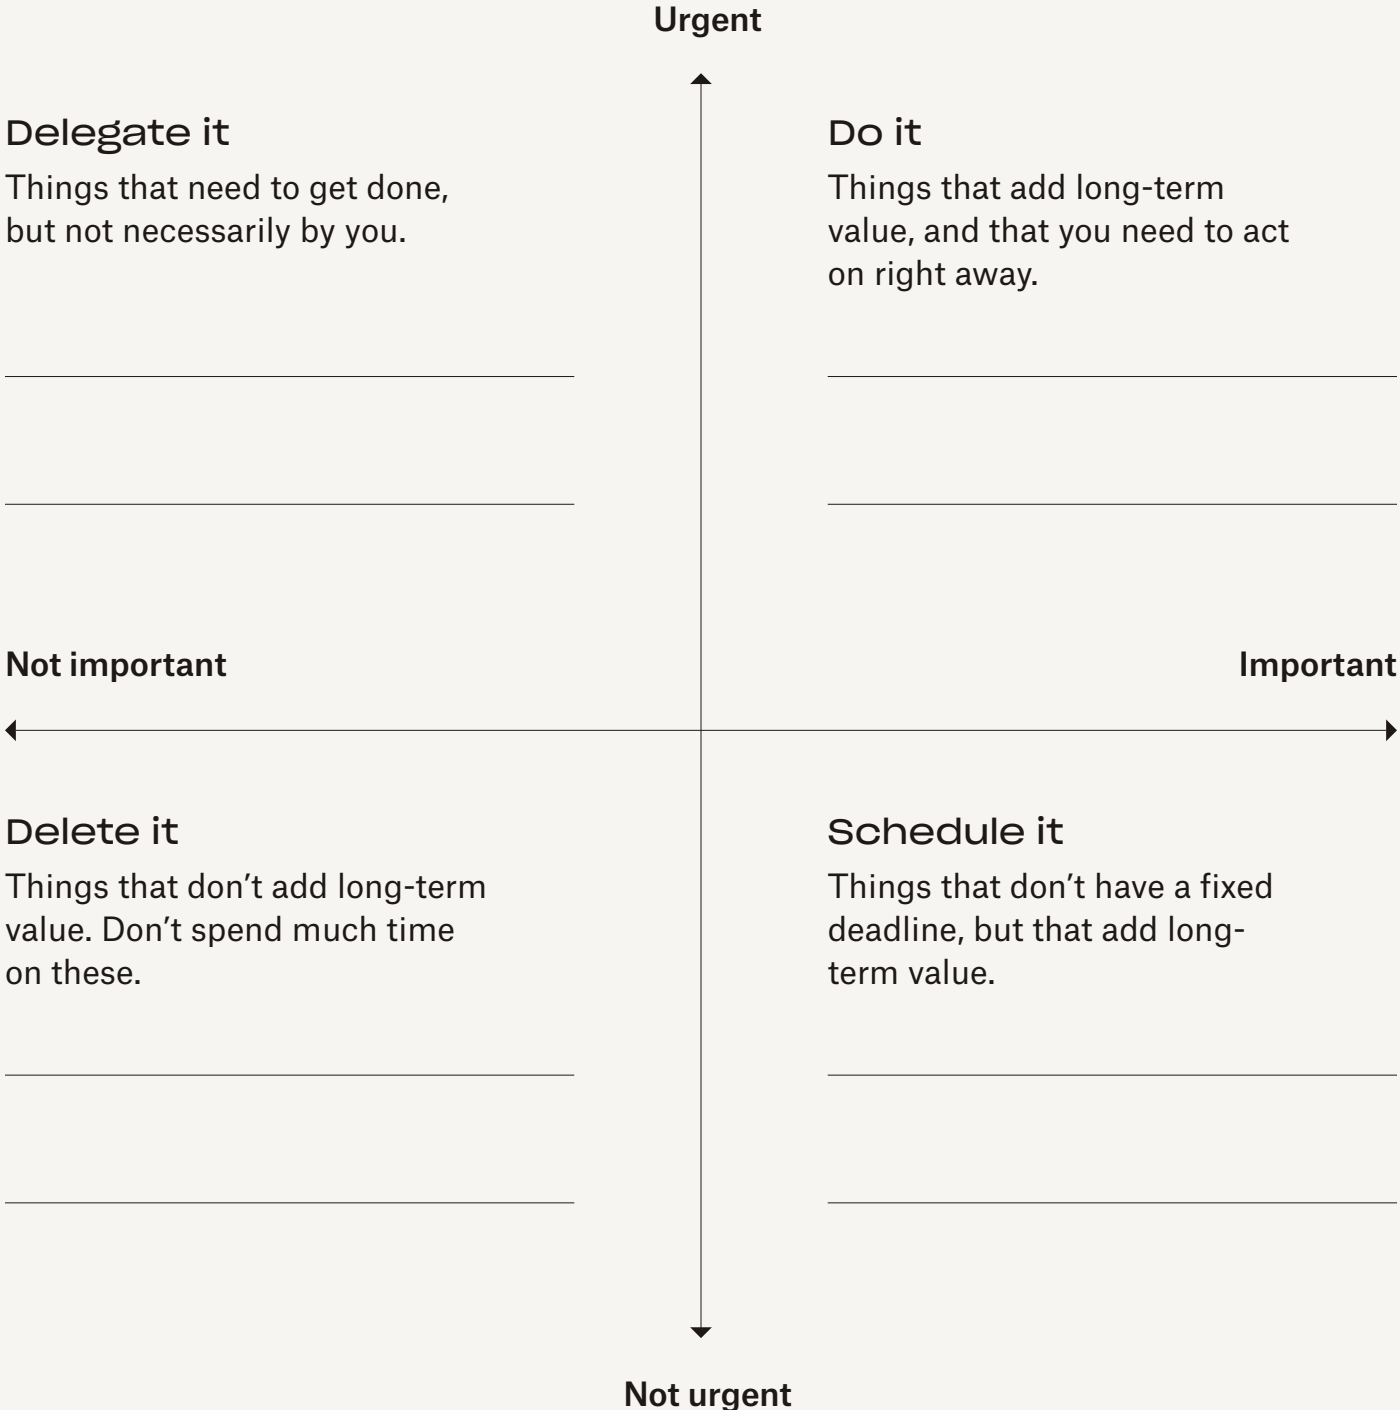 Urgent
Delegate it
Things that need to get done,
but not necessarily by you.
Do it
Things that add long-term
value, and that you need to act
on right away.
Not important
Important
Delete it
Things that don’t add long-term
value. Don’t spend much time
on these.
Schedule it
Things that don’t have a fixed
deadline, but that add long-
term value.
Not urgent